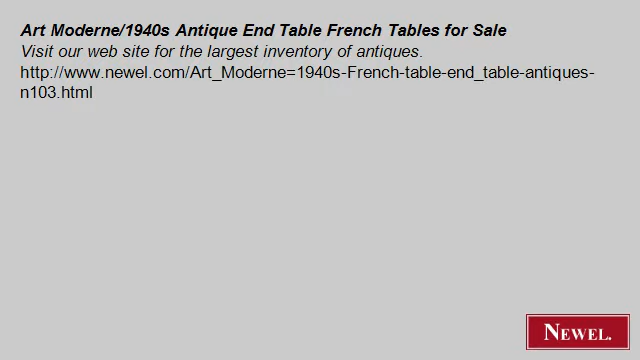 Art Moderne/1940s Antique End Table French Tables for Sale
Visit our web site for the largest inventory of antiques.
http://www.newel.com/Art_Moderne=1940s-French-table-end_table-antiques-
n103.html
NEWEL.